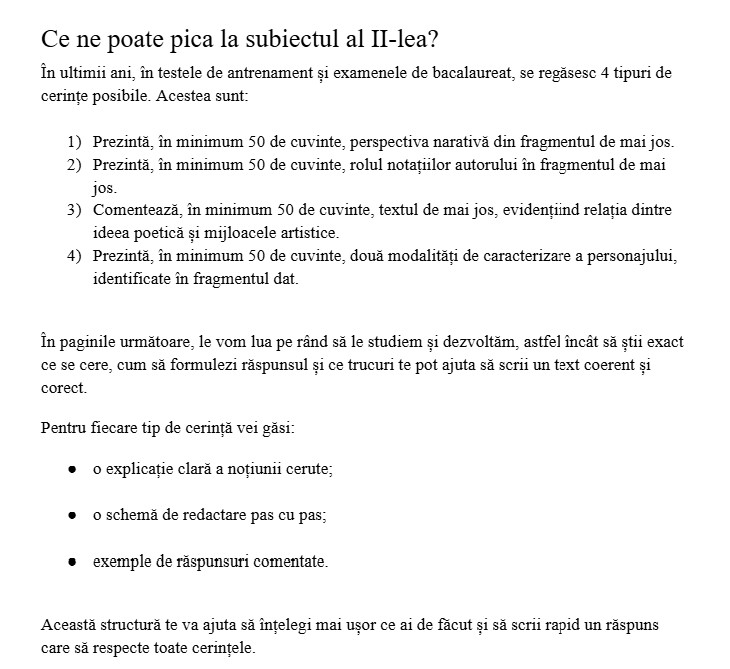 Ce ne poate pica la subiectul al II-lea?
În ultimii ani, în testele de antrenament și examenele de bacalaureat, se regăsesc 4 tipuri de
cerințe posibile. Acestea sunt:
1) Prezintă, în minimum 50 de cuvinte, perspectiva narativă din fragmentul de mai jos.
2) Prezintă, în minimum 50 de cuvinte, rolul notațiilor autorului în fragmentul de mai
jos.
3) Comentează, în minimum 50 de cuvinte, textul de mai jos, evidențiind relația dintre
ideea poetică și mijloacele artistice.
4) Prezintă, în minimum 50 de cuvinte, două modalități de caracterizare a personajului,
identificate în fragmentul dat.
În paginile următoare, le vom lua pe rând să le studiem și dezvoltăm, astfel încât să știi exact
ce se cere, cum să formulezi răspunsul și ce trucuri te pot ajuta să scrii un text coerent și
corect.
Pentru fiecare tip de cerință vei găsi:
● o explicație clară a noțiunii cerute;
● o schemă de redactare pas cu pas;
● exemple de răspunsuri comentate.
Această structură te va ajuta să înțelegi mai ușor ce ai de făcut și să scrii rapid un răspuns
care să respecte toate cerințele.